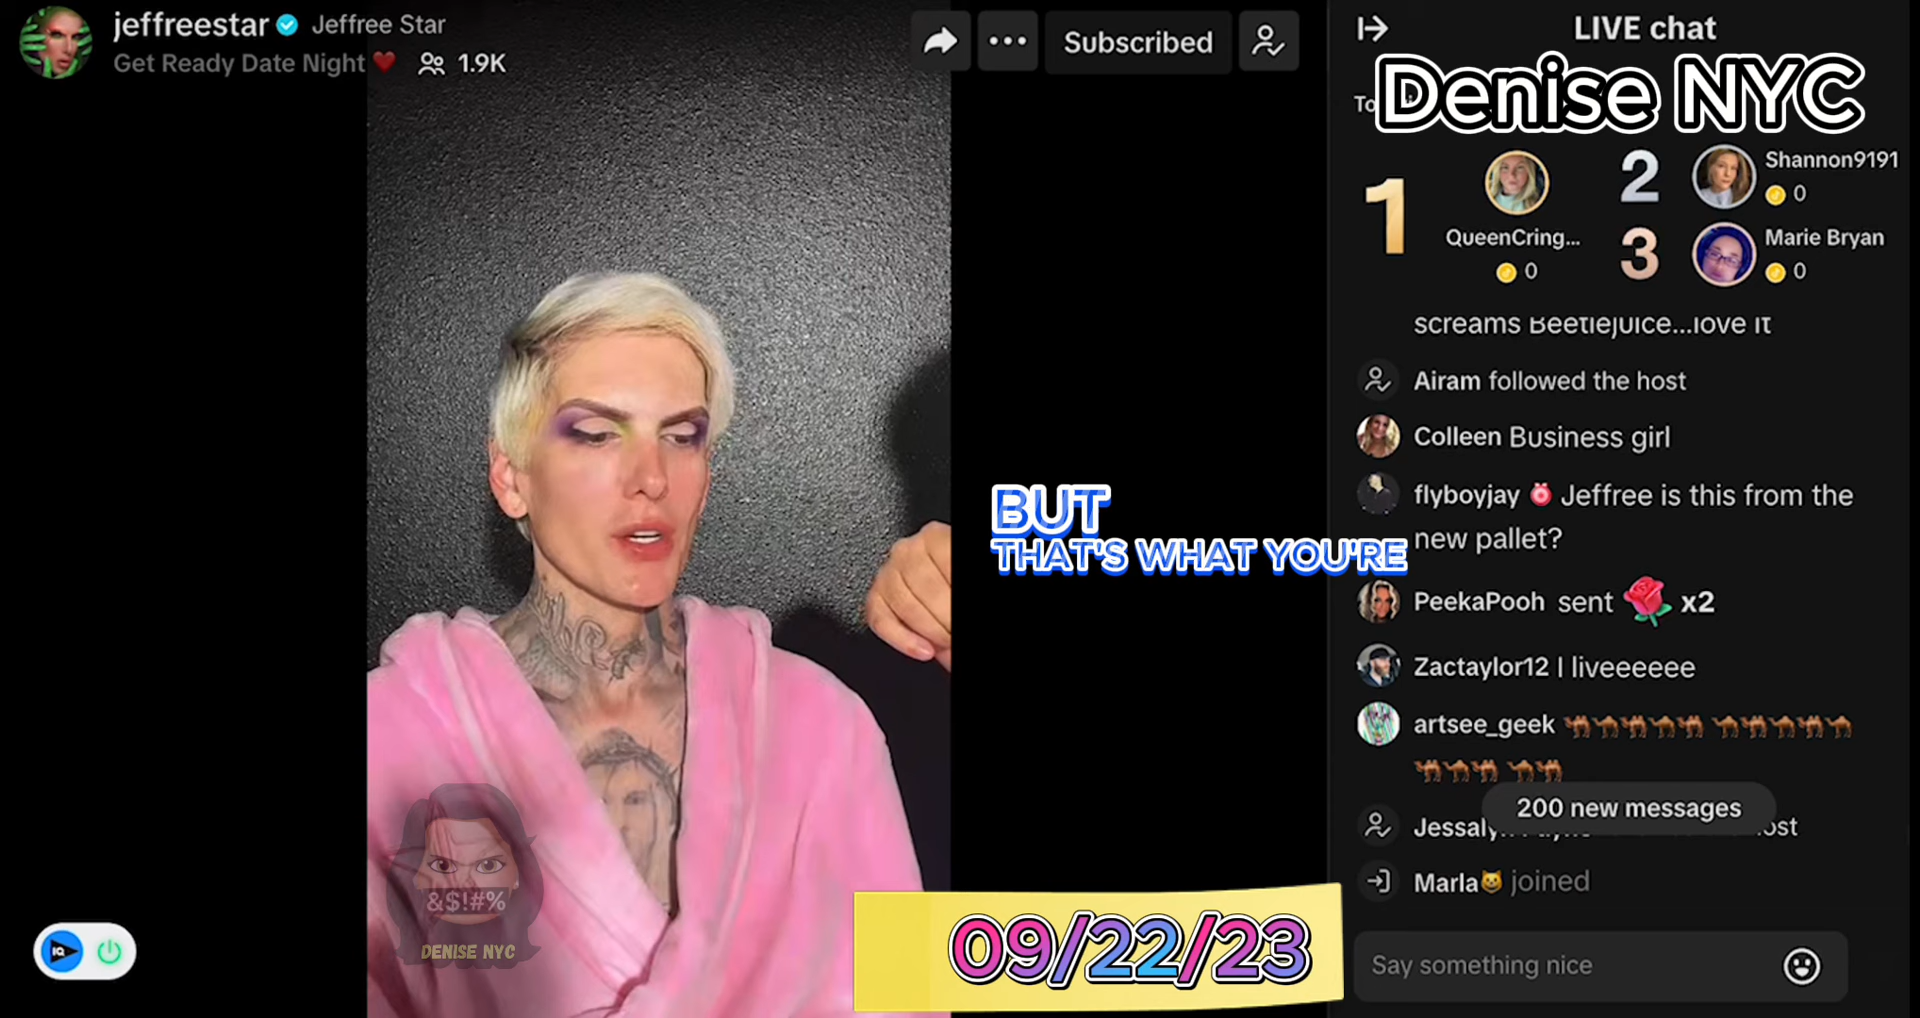 jeffreestar Jeffree Star
Get Ready Date Night 1.9K
Subscribed
LIVE chat
Denise NYC
1
QueenCring...
0
2
Shannon9191
0
3
Marie Bryan
0
screams Beetlejuice...love it
Airam followed the host
Colleen Business girl
flyboyjay Jeffree is this from the
new pallet?
PeekaPooh sent x2
Zactaylor12 I liveeeeee
artsee_geek
200 new messages
Marla joined
Say something nice
BUT
THAT'S WHAT YOU'RE
&$!#%
DENISE NYC
IQ
09/22/23